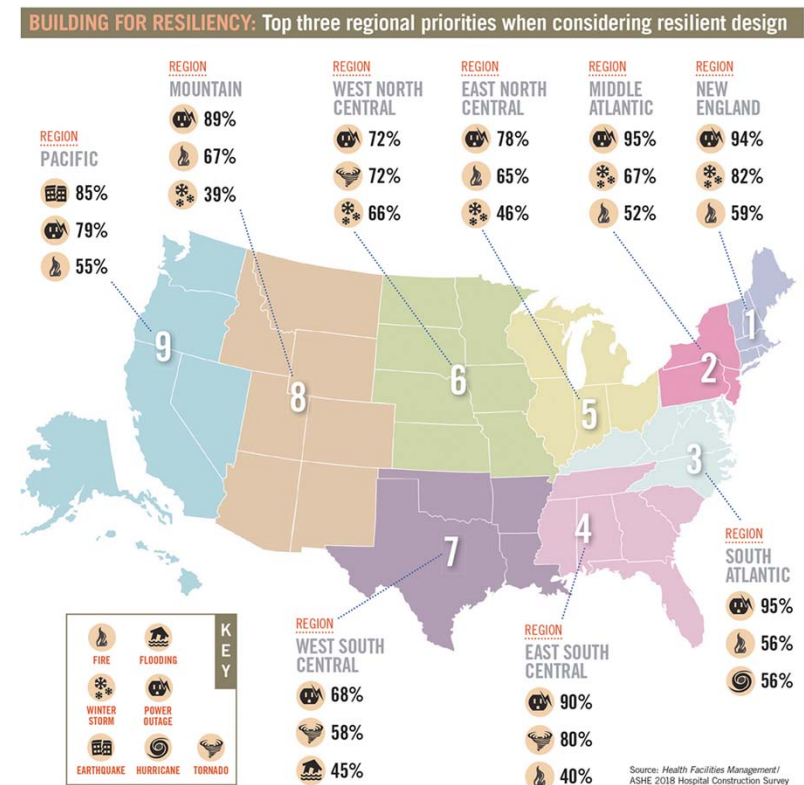 BUILDING FOR RESILIENCY: Top three regional priorities when considering resilient design
REGION
PACIFIC
85%
79%
55%
REGION
MOUNTAIN
89%
67%
39%
REGION
WEST NORTH
CENTRAL
72%
72%
66%
REGION
EAST NORTH
CENTRAL
78%
65%
46%
REGION
MIDDLE
ATLANTIC
95%
67%
52%
REGION
NEW
ENGLAND
94%
82%
59%
9
8
6
5
2
1
3
4
7
REGION
SOUTH
ATLANTIC
95%
56%
56%
KEY
FIRE
FLOODING
WINTER
STORM
POWER
OUTAGE
EARTHQUAKE
HURRICANE
TORNADO
REGION
WEST SOUTH
CENTRAL
68%
58%
45%
REGION
EAST SOUTH
CENTRAL
90%
80%
40%
Source: Health Facilities Management/
ASHE 2018 Hospital Construction Survey